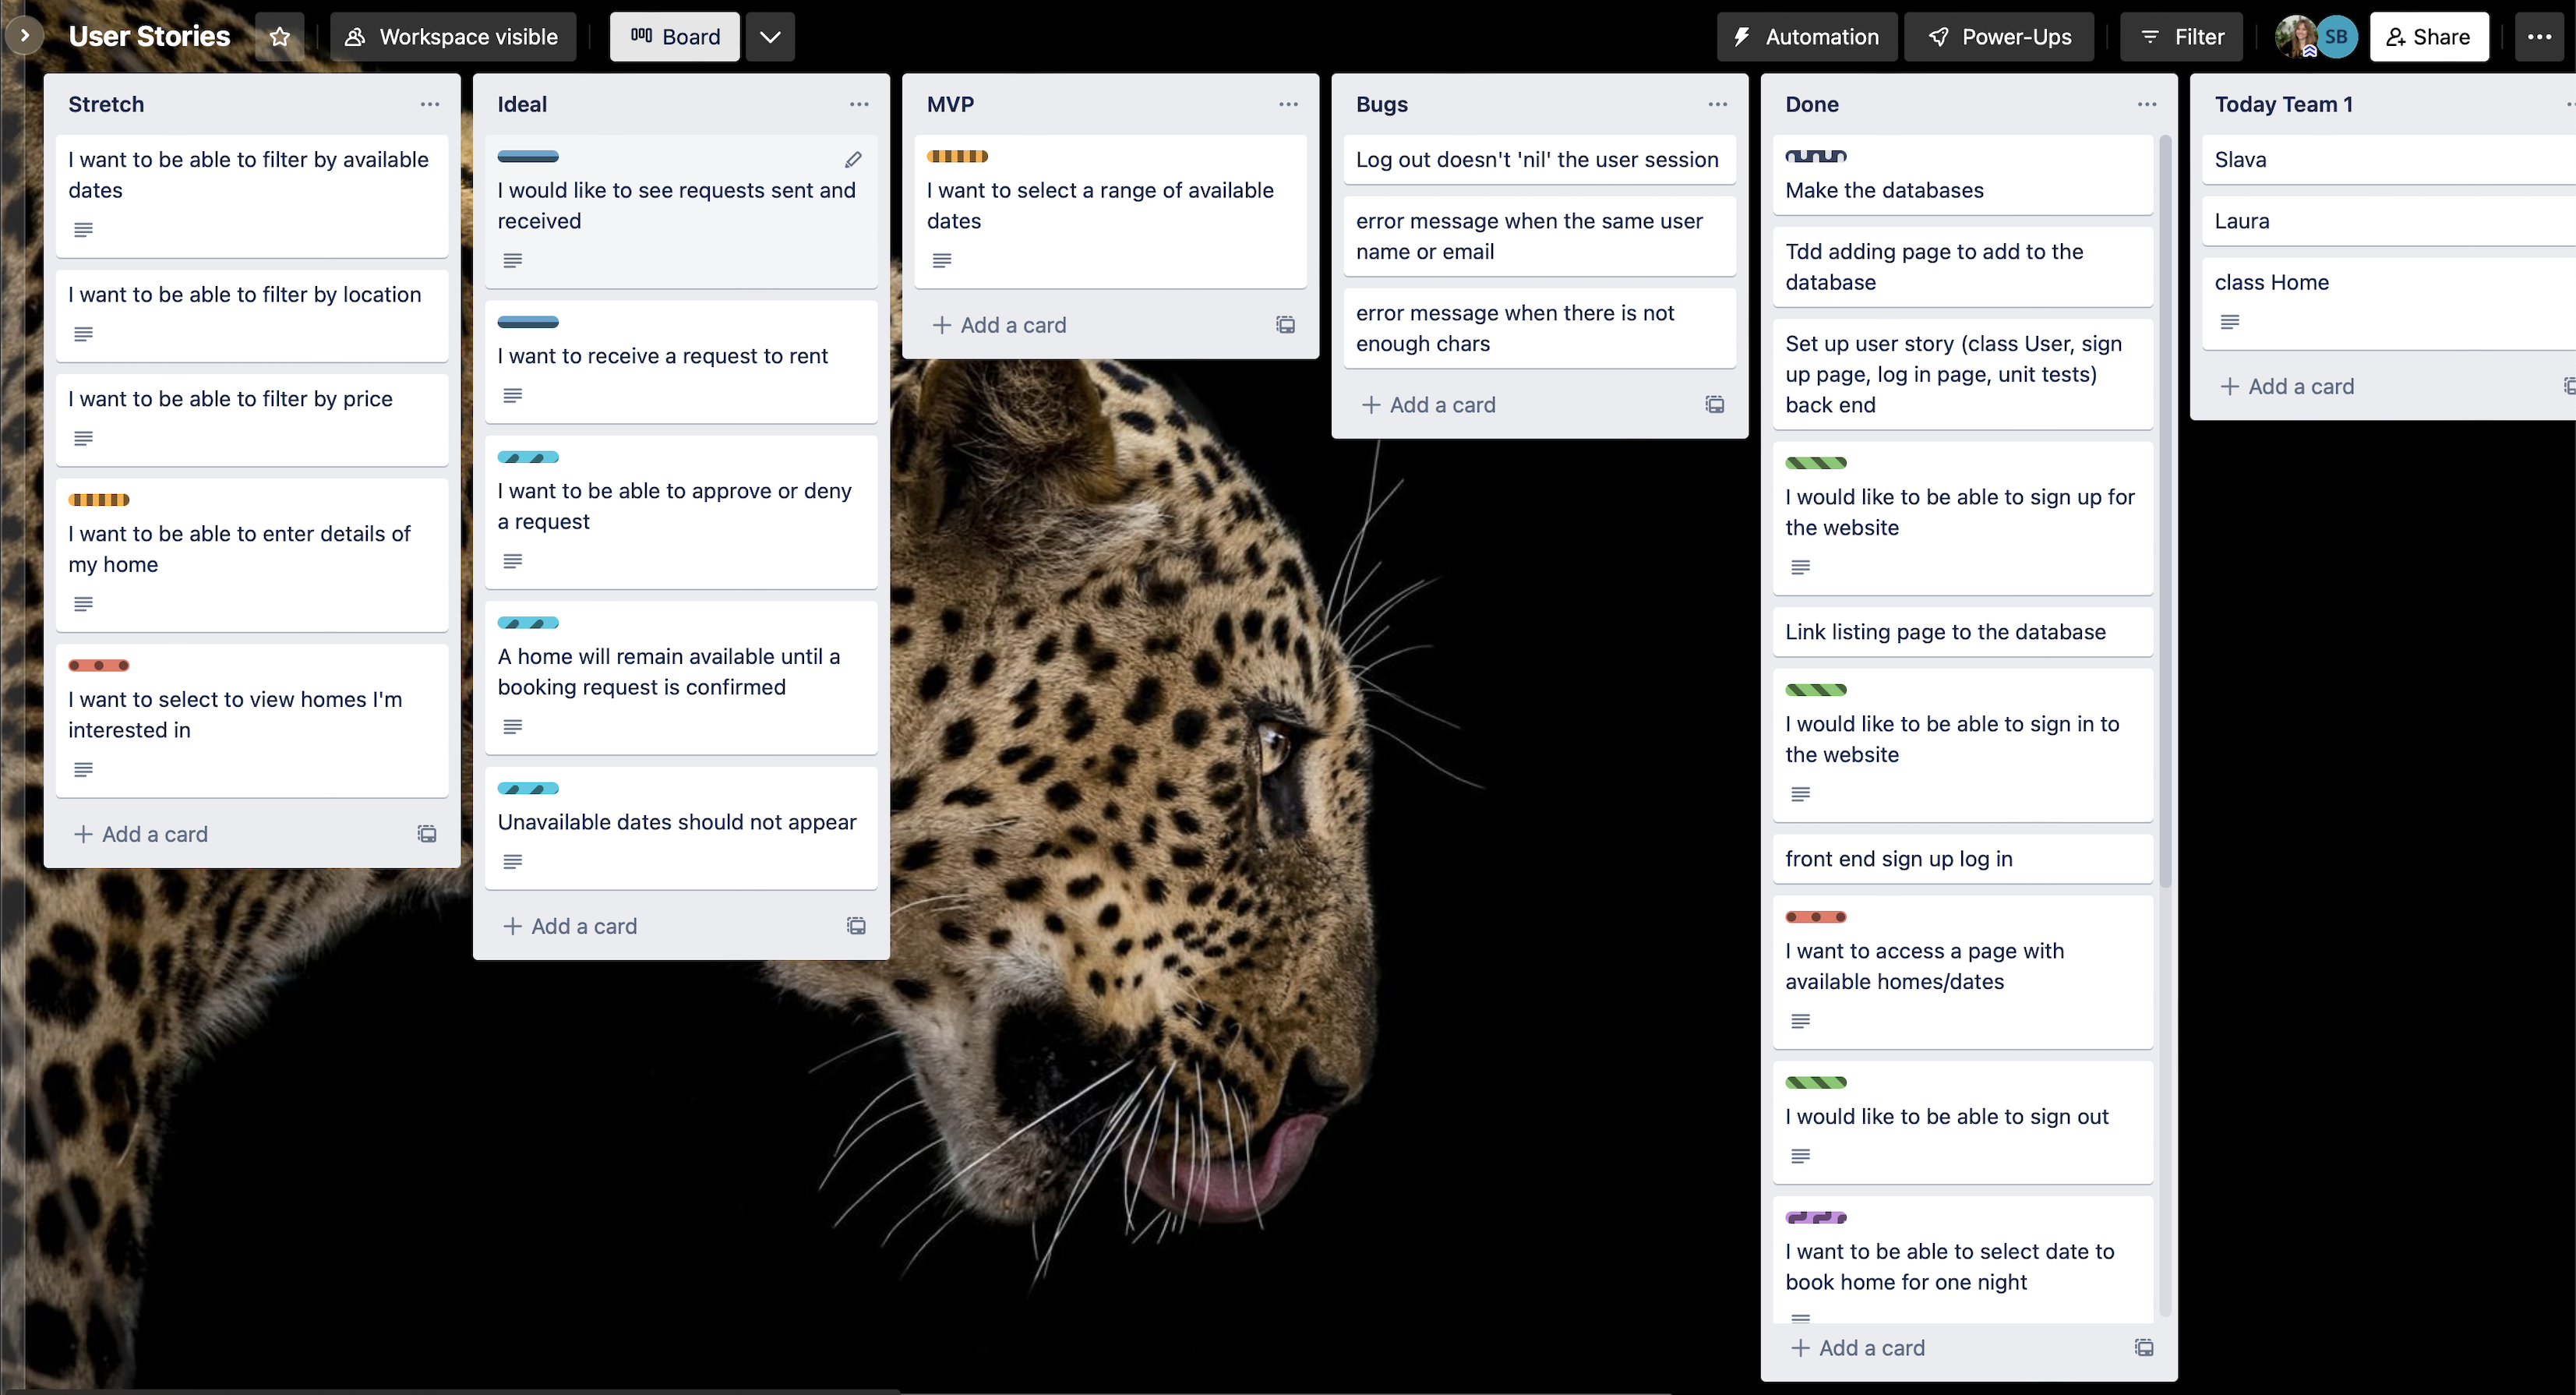 User Stories
Workspace visible
Board
Automation
Power-Ups
Filter
SB
Share
Stretch
I want to be able to filter by available
dates
I want to be able to filter by location
I want to be able to filter by price
I want to be able to enter details of
my home
I want to select to view homes I'm
interested in
Add a card
Ideal
I would like to see requests sent and
received
I want to receive a request to rent
I want to be able to approve or deny
a request
A home will remain available until a
booking request is confirmed
Unavailable dates should not appear
Add a card
MVP
I want to select a range of available
dates
Add a card
Bugs
Log out doesn't 'nil' the user session
error message when the same user
name or email
error message when there is not
enough chars
Add a card
Done
Make the databases
Tdd adding page to add to the
database
Set up user story (class User, sign
up page, log in page, unit tests)
back end
I would like to be able to sign up for
the website
Link listing page to the database
I would like to be able to sign in to
the website
front end sign up log in
I want to access a page with
available homes/dates
I would like to be able to sign out
I want to be able to select date to
book home for one night
Add a card
Today Team 1
Slava
Laura
class Home
Add a card